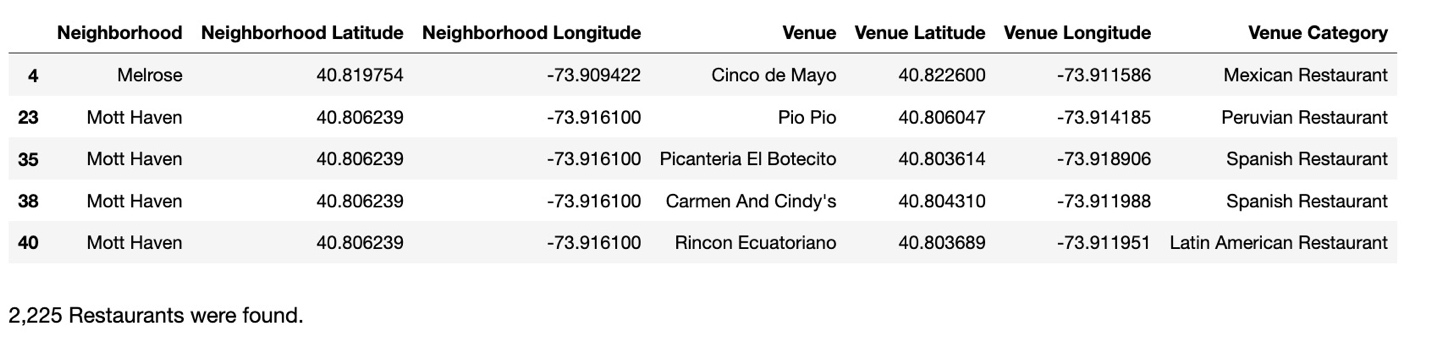 Neighborhood Neighborhood Latitude Neighborhood Longitude Venue Venue Latitude Venue Longitude Venue Category
4 Melrose 40.819754 -73.909422 Cinco de Mayo 40.822600 -73.911586 Mexican Restaurant
23 Mott Haven 40.806239 -73.916100 Pio Pio 40.806047 -73.914185 Peruvian Restaurant
35 Mott Haven 40.806239 -73.916100 Picanteria El Botecito 40.803614 -73.918906 Spanish Restaurant
38 Mott Haven 40.806239 -73.916100 Carmen And Cindy's 40.804310 -73.911988 Spanish Restaurant
40 Mott Haven 40.806239 -73.916100 Rincon Ecuatoriano 40.803689 -73.911951 Latin American Restaurant
2,225 Restaurants were found.